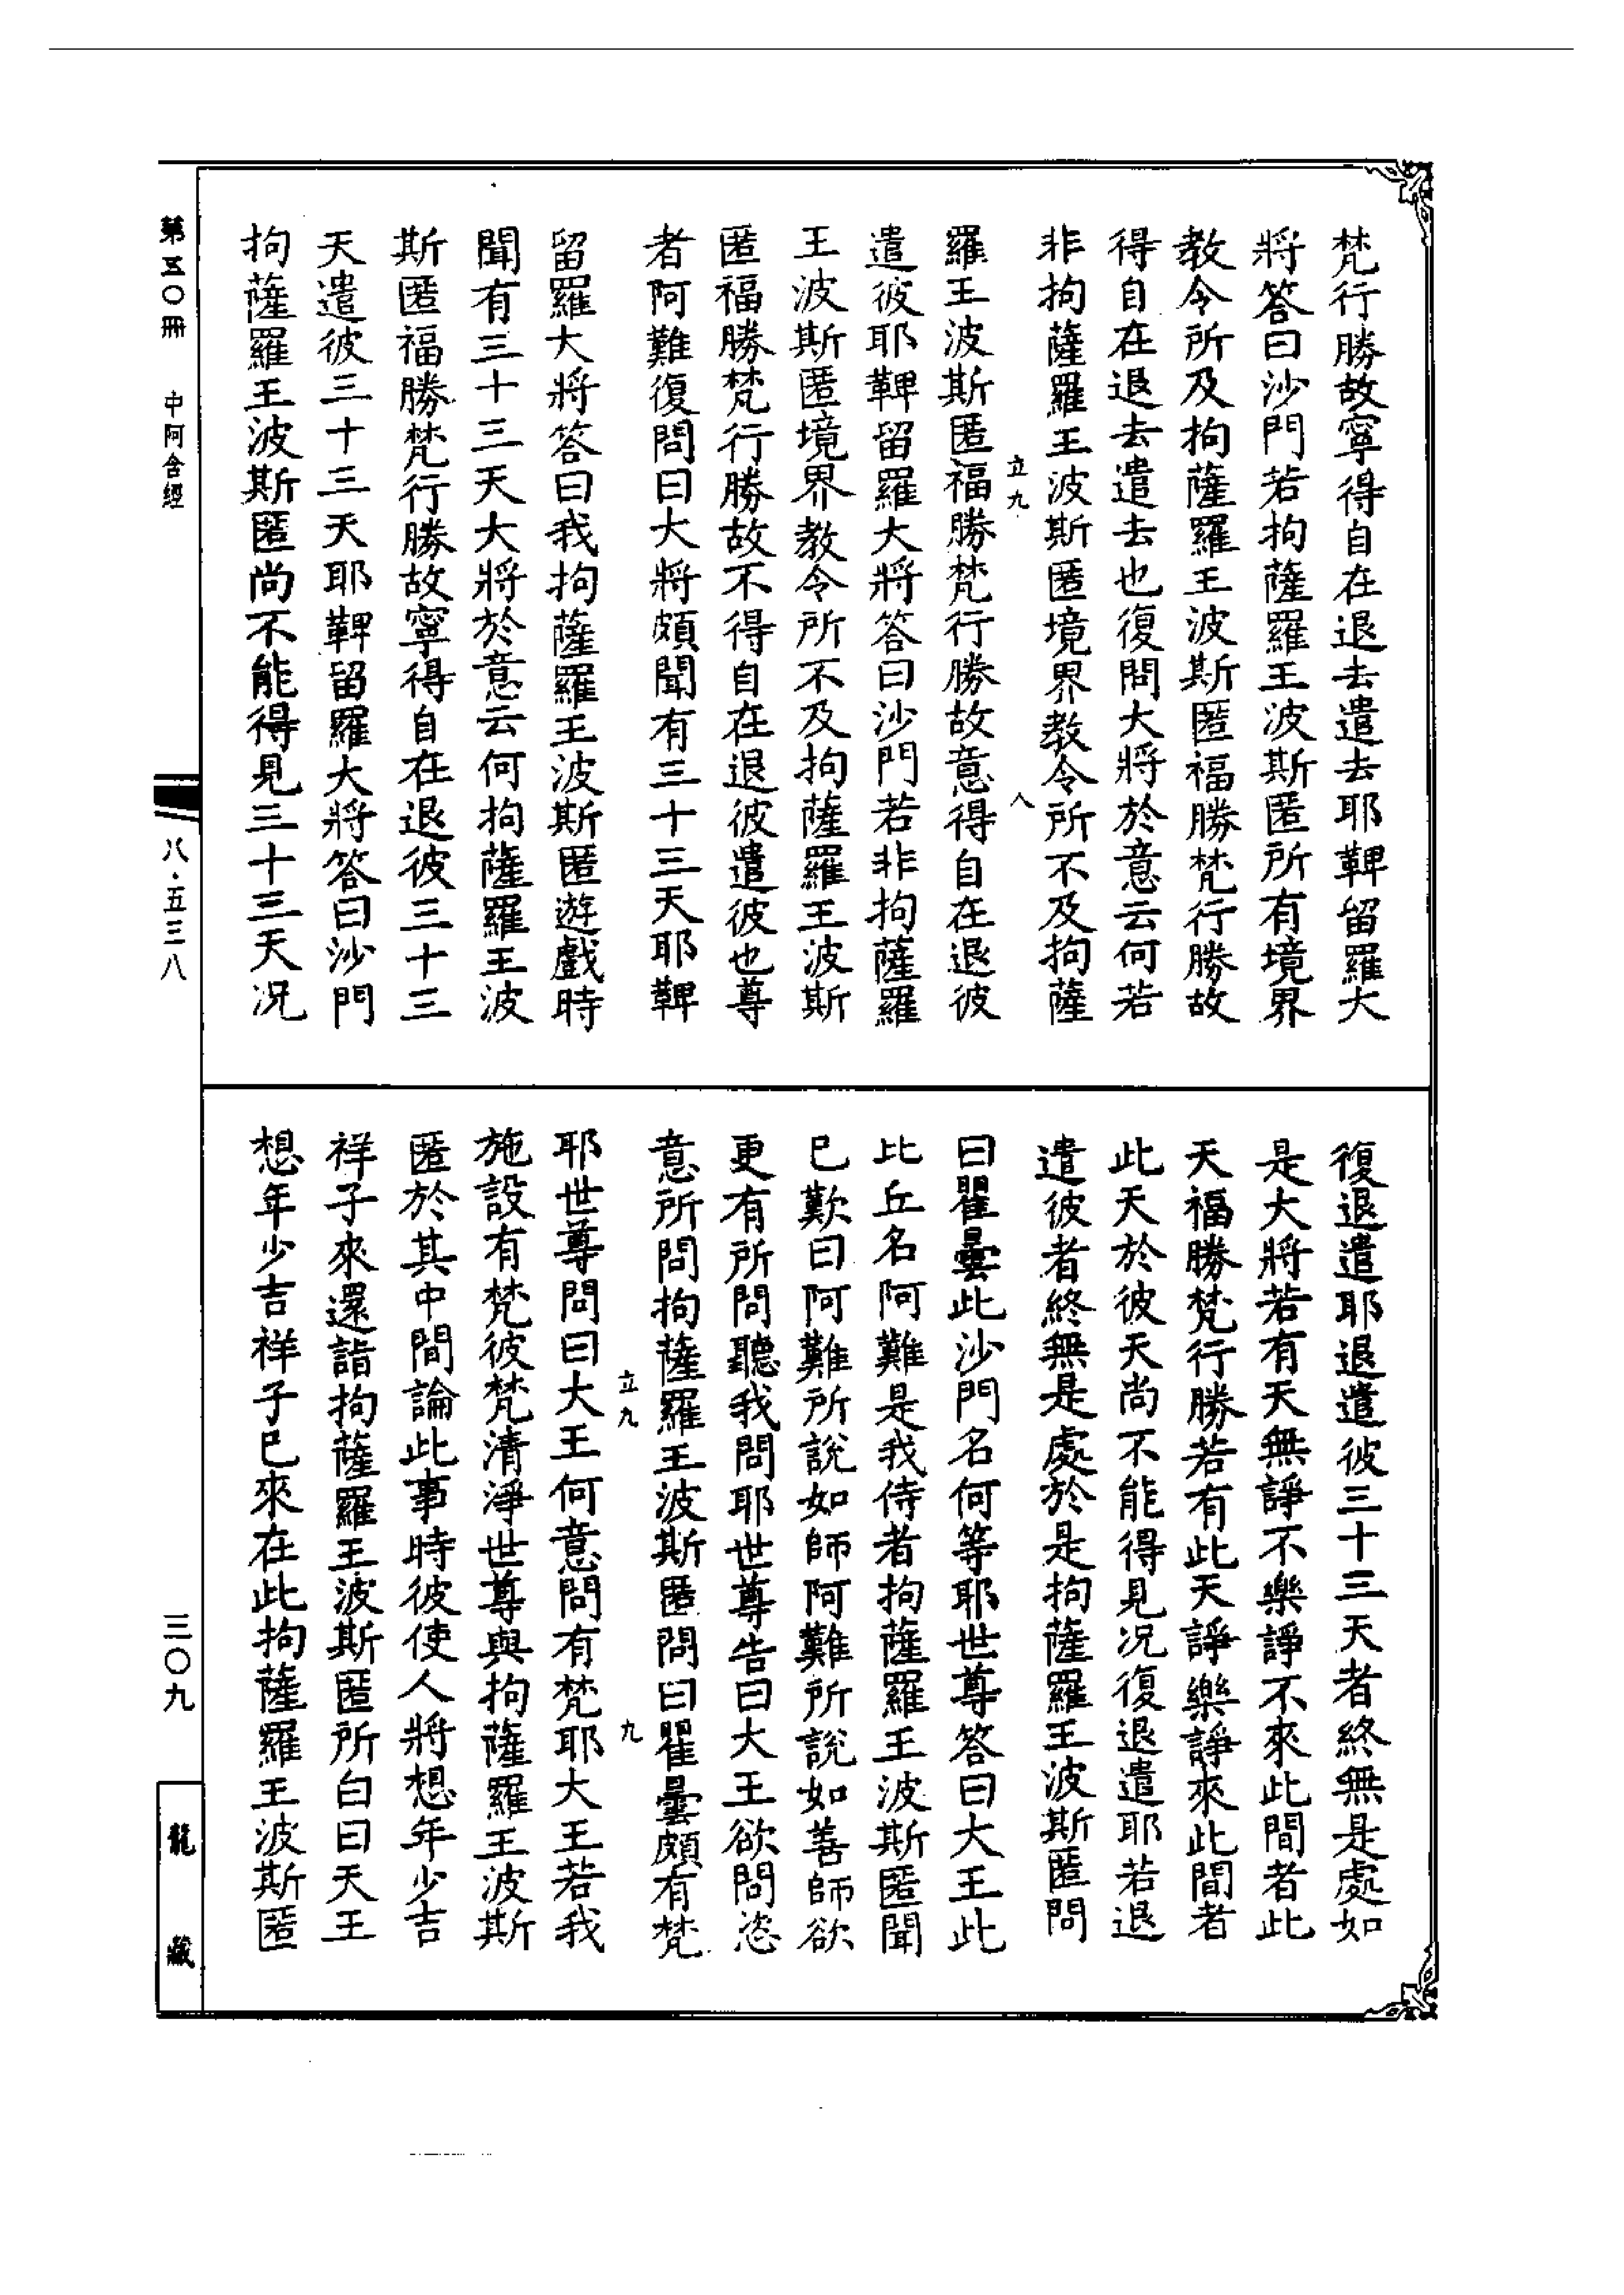 梵行勝故寧得自在退去遣去耶鞞留羅大
將答曰沙門若拘薩羅王波斯匿所有境界
教令所及拘薩羅王波斯匿福勝梵行勝故
得自在退去遣去也復問大將於意云何若
非拘薩羅王波斯匿境界教令所不及拘薩
立九
八
羅王波斯匿福勝梵行勝故意得自在退彼
遣彼耶鞞留羅大將答曰沙門若非拘薩羅
王波斯匿境界教令所不及拘薩羅王波斯
匿福勝梵行勝故不得自在退彼遣彼也尊
者阿難復問曰大將頗聞有三十三天耶鞞
留羅大將答曰我拘薩羅王波斯匿遊戲時
聞有三十三天大將於意云何拘薩羅王波
斯匿福勝梵行勝故寧得自在退彼三十三
天遣彼三十三天耶鞞留羅大將答曰沙門
拘薩羅王波斯匿尚不能得見三十三天况
復退遣耶退遣彼三十三天者終無是處如
是大將若有天無諍不樂諍不來此間者此
天福勝梵行勝若有此天諍樂諍來此間者
此天於彼天尚不能得見况復退遣耶若退
遣彼者終無是處於是拘薩羅王波斯匿問
曰瞿曇此沙門名何等耶世尊答曰大王此
比丘名阿難是我侍者拘薩羅王波斯匿聞
已歎曰阿難所說如師阿難所說如善師欲
更有所問聽我問耶世尊告曰大王欲問恣
意所問拘薩羅王波斯匿問曰瞿曇頗有梵
立九
九
耶世尊問曰大王何意問有梵耶大王若我
施設有梵彼梵清淨世尊與拘薩羅王波斯
匿於其中間論此事時彼使人將想年少吉
祥子來還詣拘薩羅王波斯匿所白曰天王
想年少吉祥子已來在此拘薩羅王波斯匿
第五〇冊
中阿含經
八·五三八
三〇九
龍藏